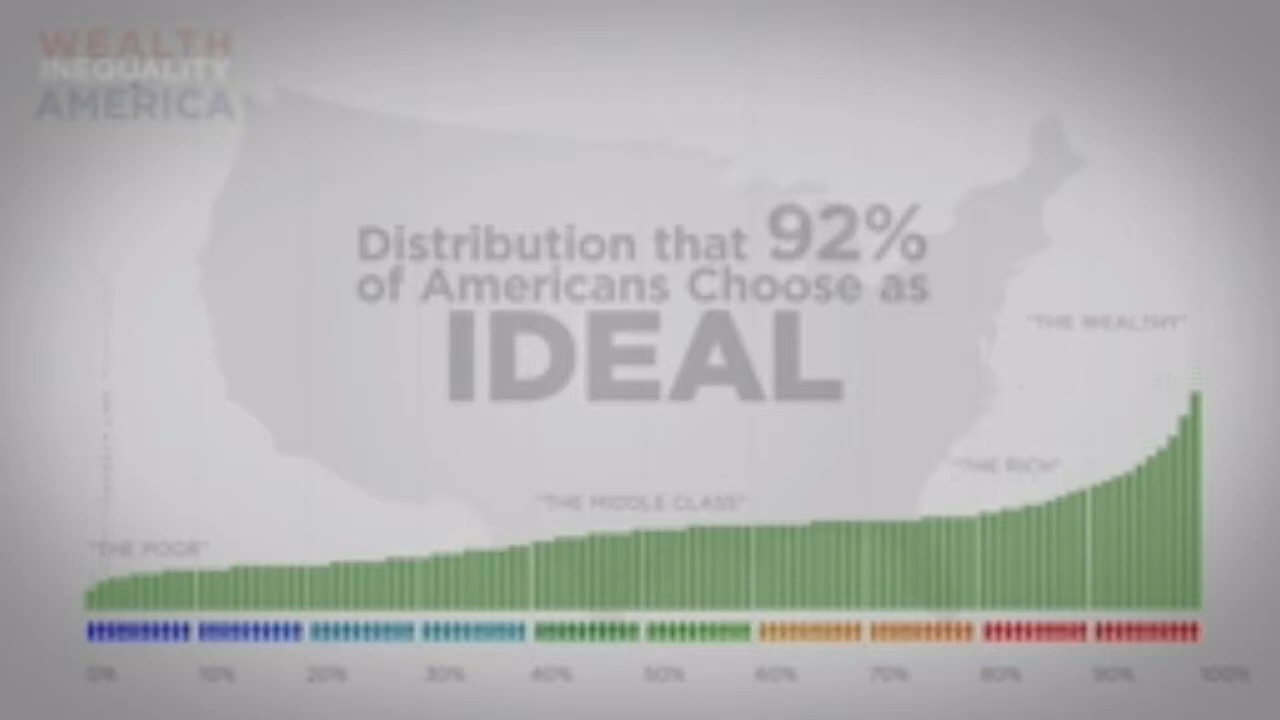 WEALTH
INEQUALITY
AMERICA
Distribution that 92%
of Americans Choose as
IDEAL
"THE WEALTHY"
"THE RICH"
"THE MIDDLE CLASS"
"THE POOR"
0% 10% 20% 30% 40% 50% 60% 70% 80% 90% 100%